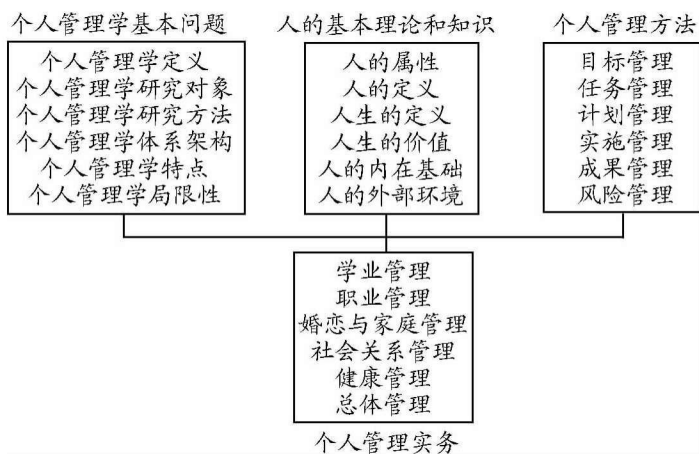 个人管理学基本问题
个人管理学定义
个人管理学研究对象
个人管理学研究方法
个人管理学体系架构
个人管理学特点
个人管理学局限性
人的基本理论和知识
人的属性
人的定义
人生的定义
人生的价值
人的内在基础
人的外部环境
个人管理方法
目标管理
任务管理
计划管理
实施管理
成果管理
风险管理
学业管理
职业管理
婚恋与家庭管理
社会关系管理
健康管理
总体管理
个人管理实务